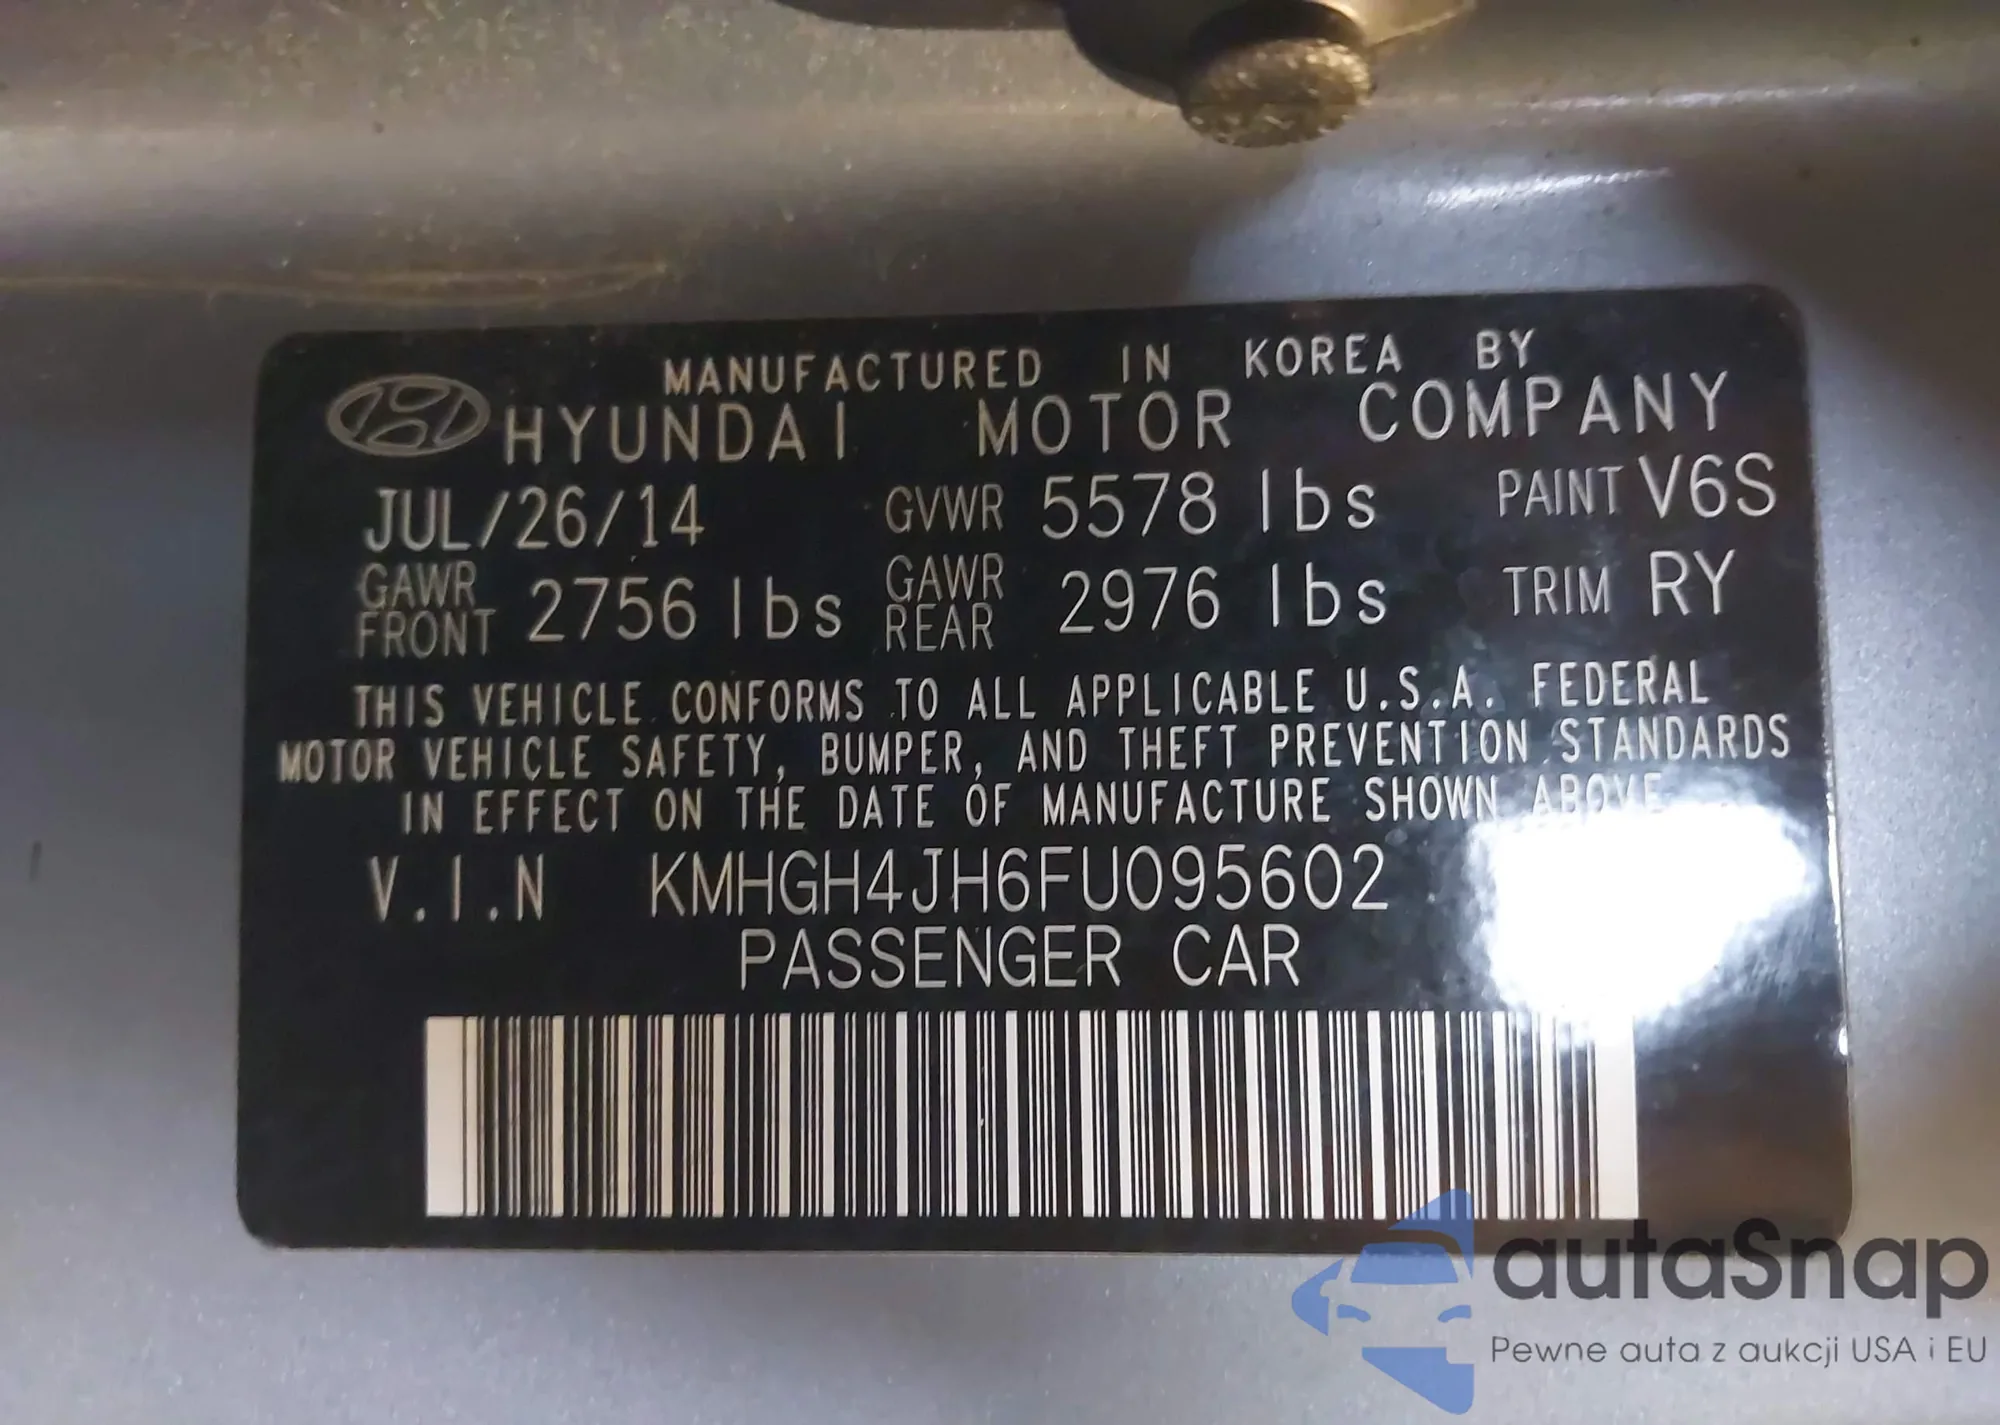 MANUFACTURED IN KOREA BY
HYUNDAI MOTOR COMPANY
JUL/26/14 GVWR 5578 lbs PAINT V6S
GAWR FRONT 2756 lbs GAWR REAR 2976 lbs TRIM RY
THIS VEHICLE CONFORMS TO ALL APPLICABLE U.S.A. FEDERAL
MOTOR VEHICLE SAFETY, BUMPER, AND THEFT PREVENTION STANDARDS
IN EFFECT ON THE DATE OF MANUFACTURE SHOWN ABOVE
V.I.N KMHGH4JH6FU095602
PASSENGER CAR
autaSnap
Pewne auta z aukcji USA i EU